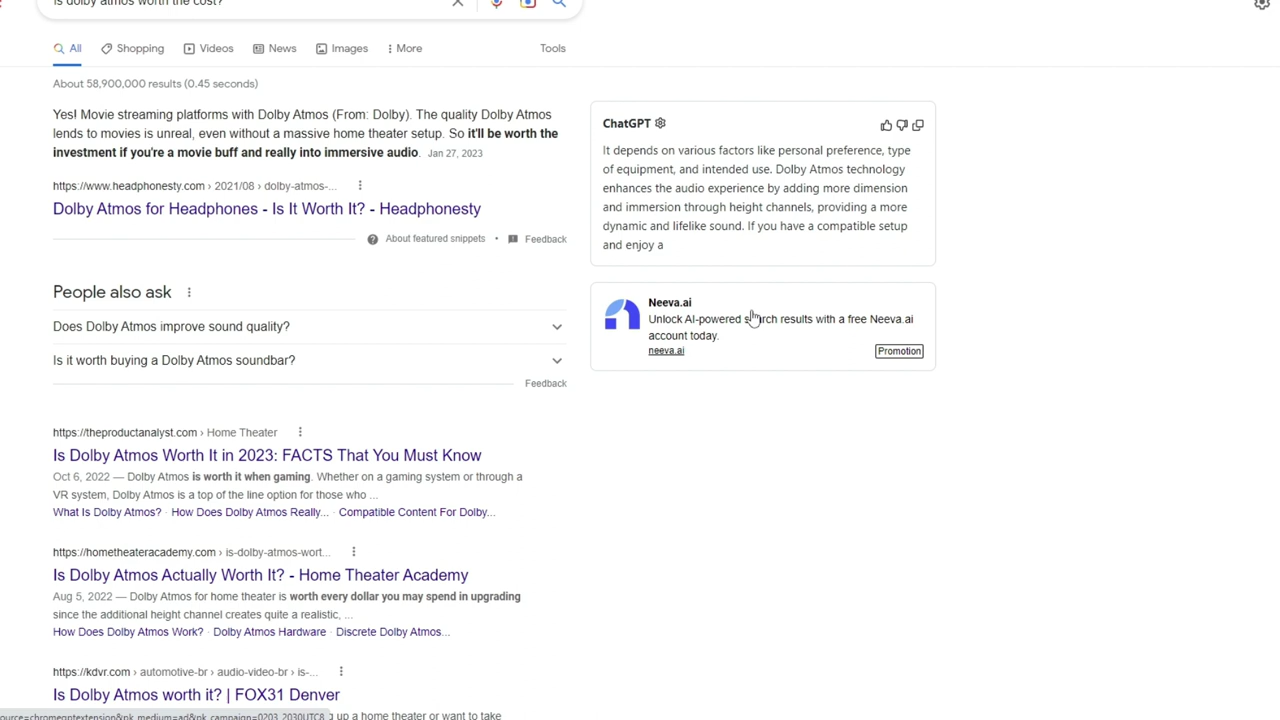 is dolby atmos worth the cost?
All
Shopping
Videos
News
Images
More
Tools
About 58,900,000 results (0.45 seconds)
Yes! Movie streaming platforms with Dolby Atmos (From: Dolby). The quality Dolby Atmos
lends to movies is unreal, even without a massive home theater setup. So it'll be worth the
investment if you're a movie buff and really into immersive audio. Jan 27, 2023
https://www.headphonesty.com › 2021/08 › dolby-atmos-...
Dolby Atmos for Headphones - Is It Worth It? - Headphonesty
About featured snippets • Feedback
People also ask
Does Dolby Atmos improve sound quality?
Is it worth buying a Dolby Atmos soundbar?
Feedback
https://theproductanalyst.com › Home Theater
Is Dolby Atmos Worth It in 2023: FACTS That You Must Know
Oct 6, 2022 — Dolby Atmos is worth it when gaming. Whether on a gaming system or through a
VR system, Dolby Atmos is a top of the line option for those who ...
What Is Dolby Atmos? · How Does Dolby Atmos Really... · Compatible Content For Dolby...
https://hometheateracademy.com › is-dolby-atmos-wort...
Is Dolby Atmos Actually Worth It? - Home Theater Academy
Aug 5, 2022 — Dolby Atmos for home theater is worth every dollar you may spend in upgrading
since the additional height channel creates quite a realistic, ...
How Does Dolby Atmos Work? · Dolby Atmos Hardware · Discrete Dolby Atmos...
https://kdvr.com › automotive-br › audio-video-br › is-...
Is Dolby Atmos worth it? | FOX31 Denver
g up a home theater or want to take
ource=chromegptextension&pk_medium=ad&pk_campaign=0203_2030UTC8
ChatGPT
It depends on various factors like personal preference, type
of equipment, and intended use. Dolby Atmos technology
enhances the audio experience by adding more dimension
and immersion through height channels, providing a more
dynamic and lifelike sound. If you have a compatible setup
and enjoy a
Neeva.ai
Unlock AI-powered search results with a free Neeva.ai
account today.
neeva.ai
Promotion